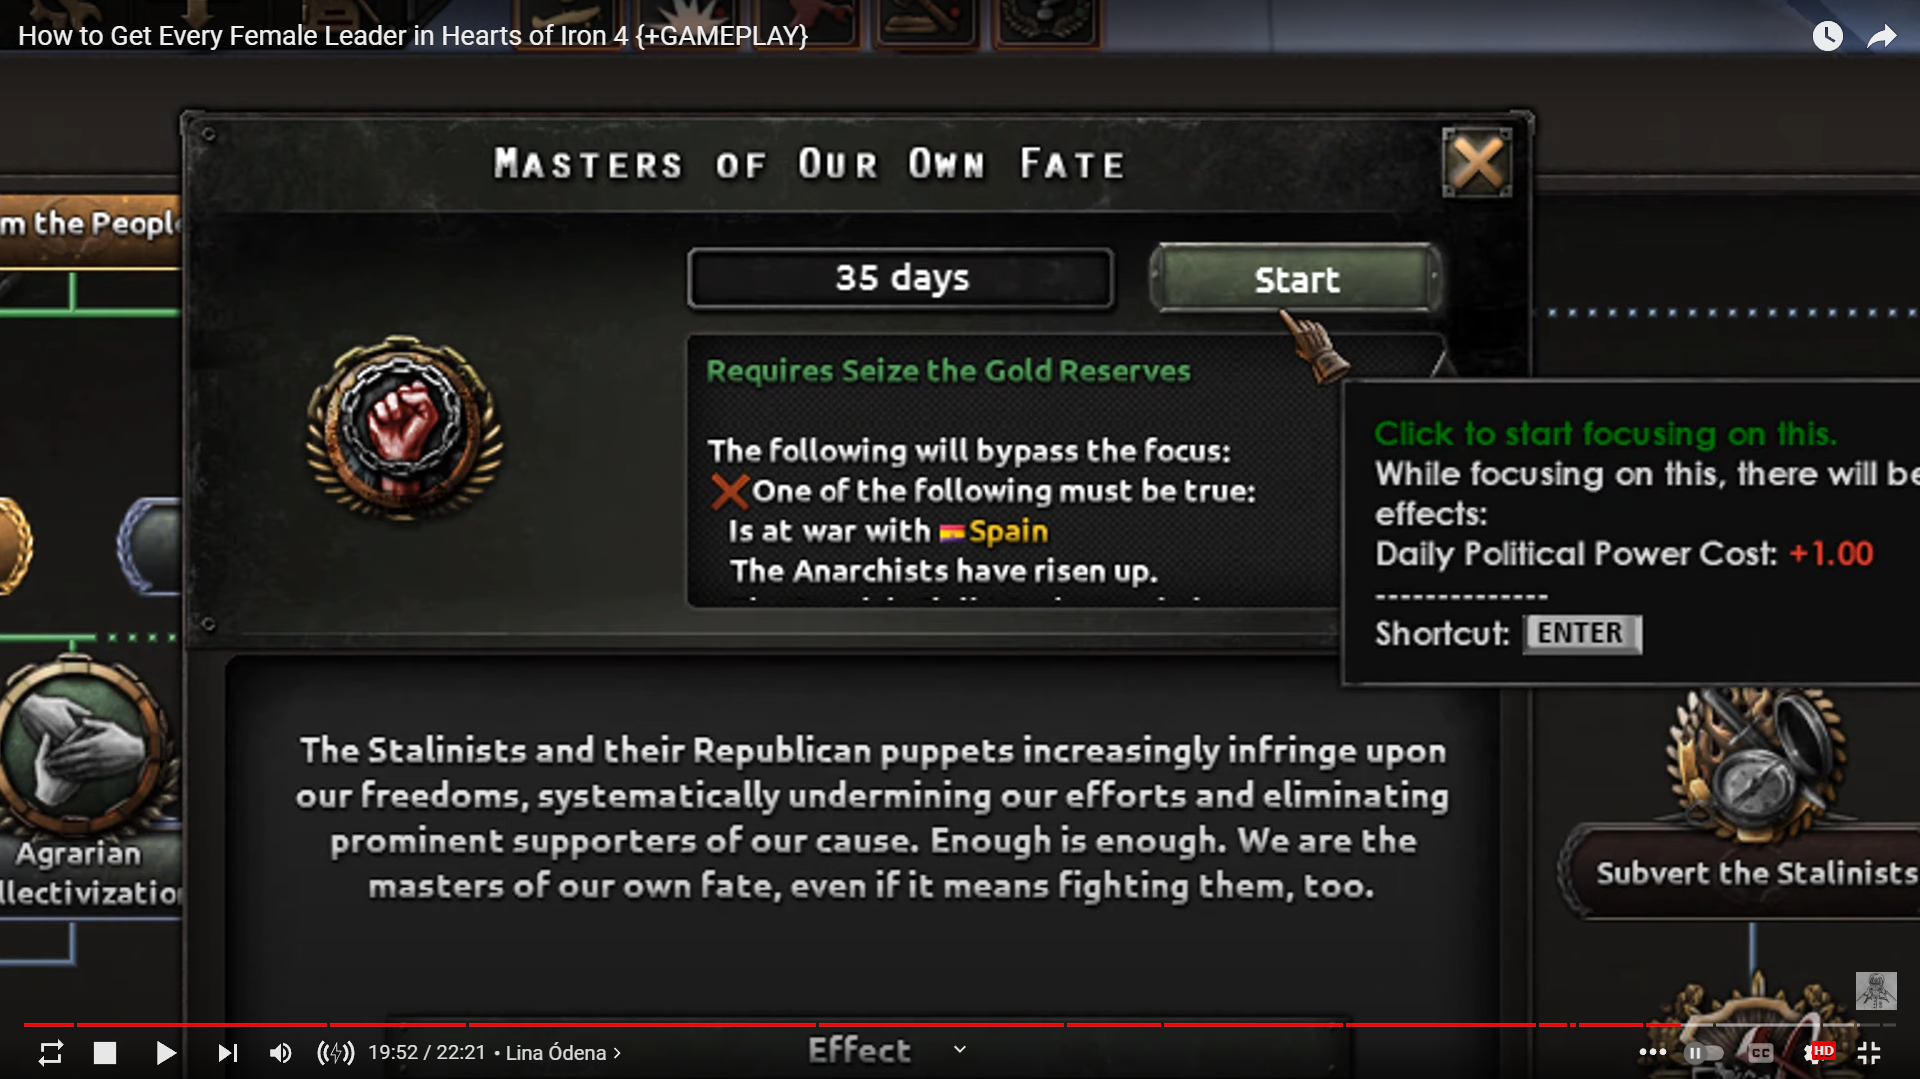 How to Get Every Female Leader in Hearts of Iron 4 {+GAMEPLAY}
MASTERS OF OUR OWN FATE
m the People
35 days
Start
Requires Seize the Gold Reserves
The following will bypass the focus:
One of the following must be true:
Is at war with Spain
The Anarchists have risen up.
Click to start focusing on this.
While focusing on this, there will be
effects:
Daily Political Power Cost: +1.00
--------------
Shortcut: ENTER
The Stalinists and their Republican puppets increasingly infringe upon
our freedoms, systematically undermining our efforts and eliminating
prominent supporters of our cause. Enough is enough. We are the
masters of our own fate, even if it means fighting them, too.
Agrarian
llectivization
Subvert the Stalinists
Effect
19:52 / 22:21 • Lina Ódena
CC
HD